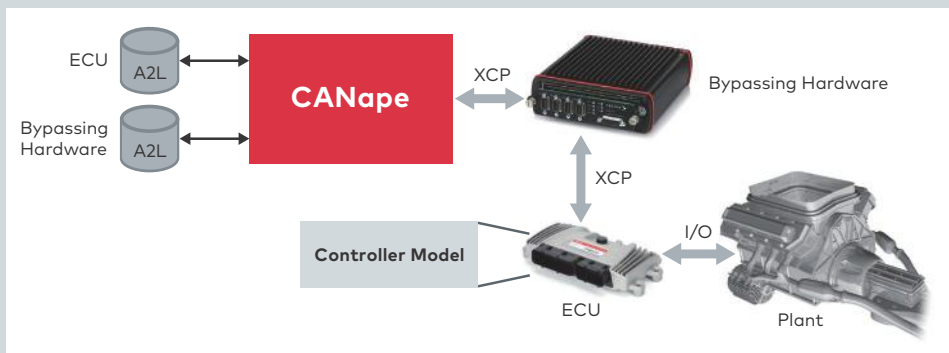 ECU
A2L
Bypassing
Hardware
A2L
CANape
XCP
Bypassing Hardware
XCP
Controller Model
ECU
I/O
Plant